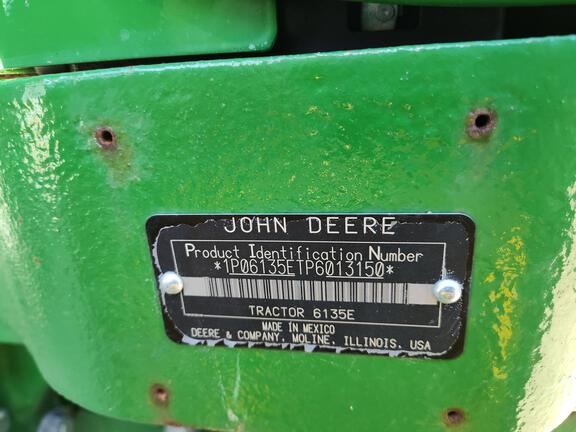 JOHN DEERE
Product Identification Number
*1P06135ETP6013150*
TRACTOR 6135E
MADE IN MEXICO
DEERE & COMPANY, MOLINE, ILLINOIS, USA